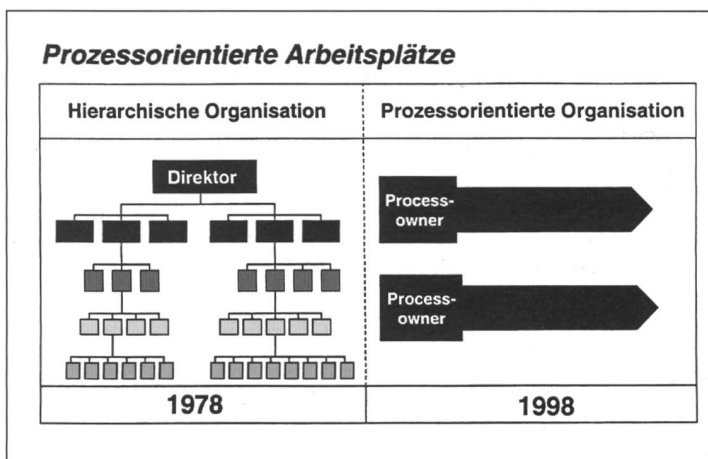 Prozessorientierte Arbeitsplätze
Hierarchische Organisation
Prozessorientierte Organisation
Direktor
Process-
owner
Process-
owner
1978
1998